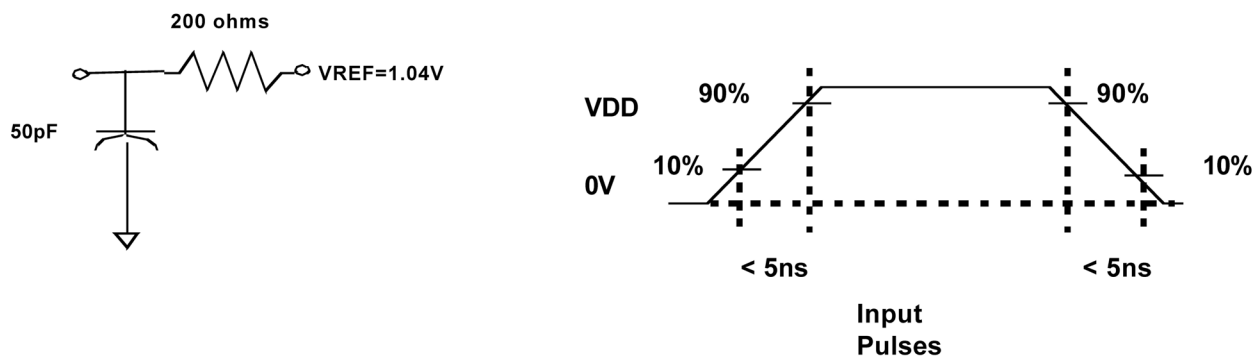 200 ohms
VREF=1.04V
50pF
VDD
90%
90%
10%
10%
0V
< 5ns
< 5ns
Input
Pulses